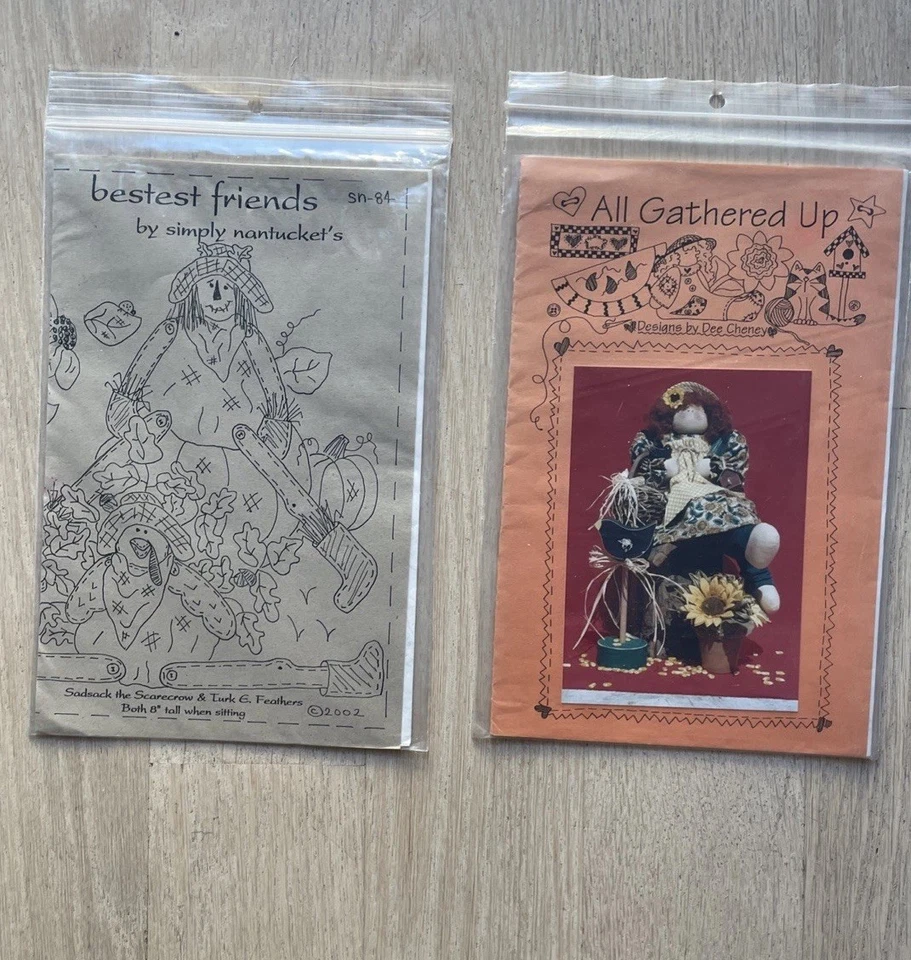 bestest friends sn-84
by simply nantucket's
Sadsack the Scarecrow & Turk E. Feathers
Both 8" tall when sitting ©2002
All Gathered Up
Designs by Dee Cheney